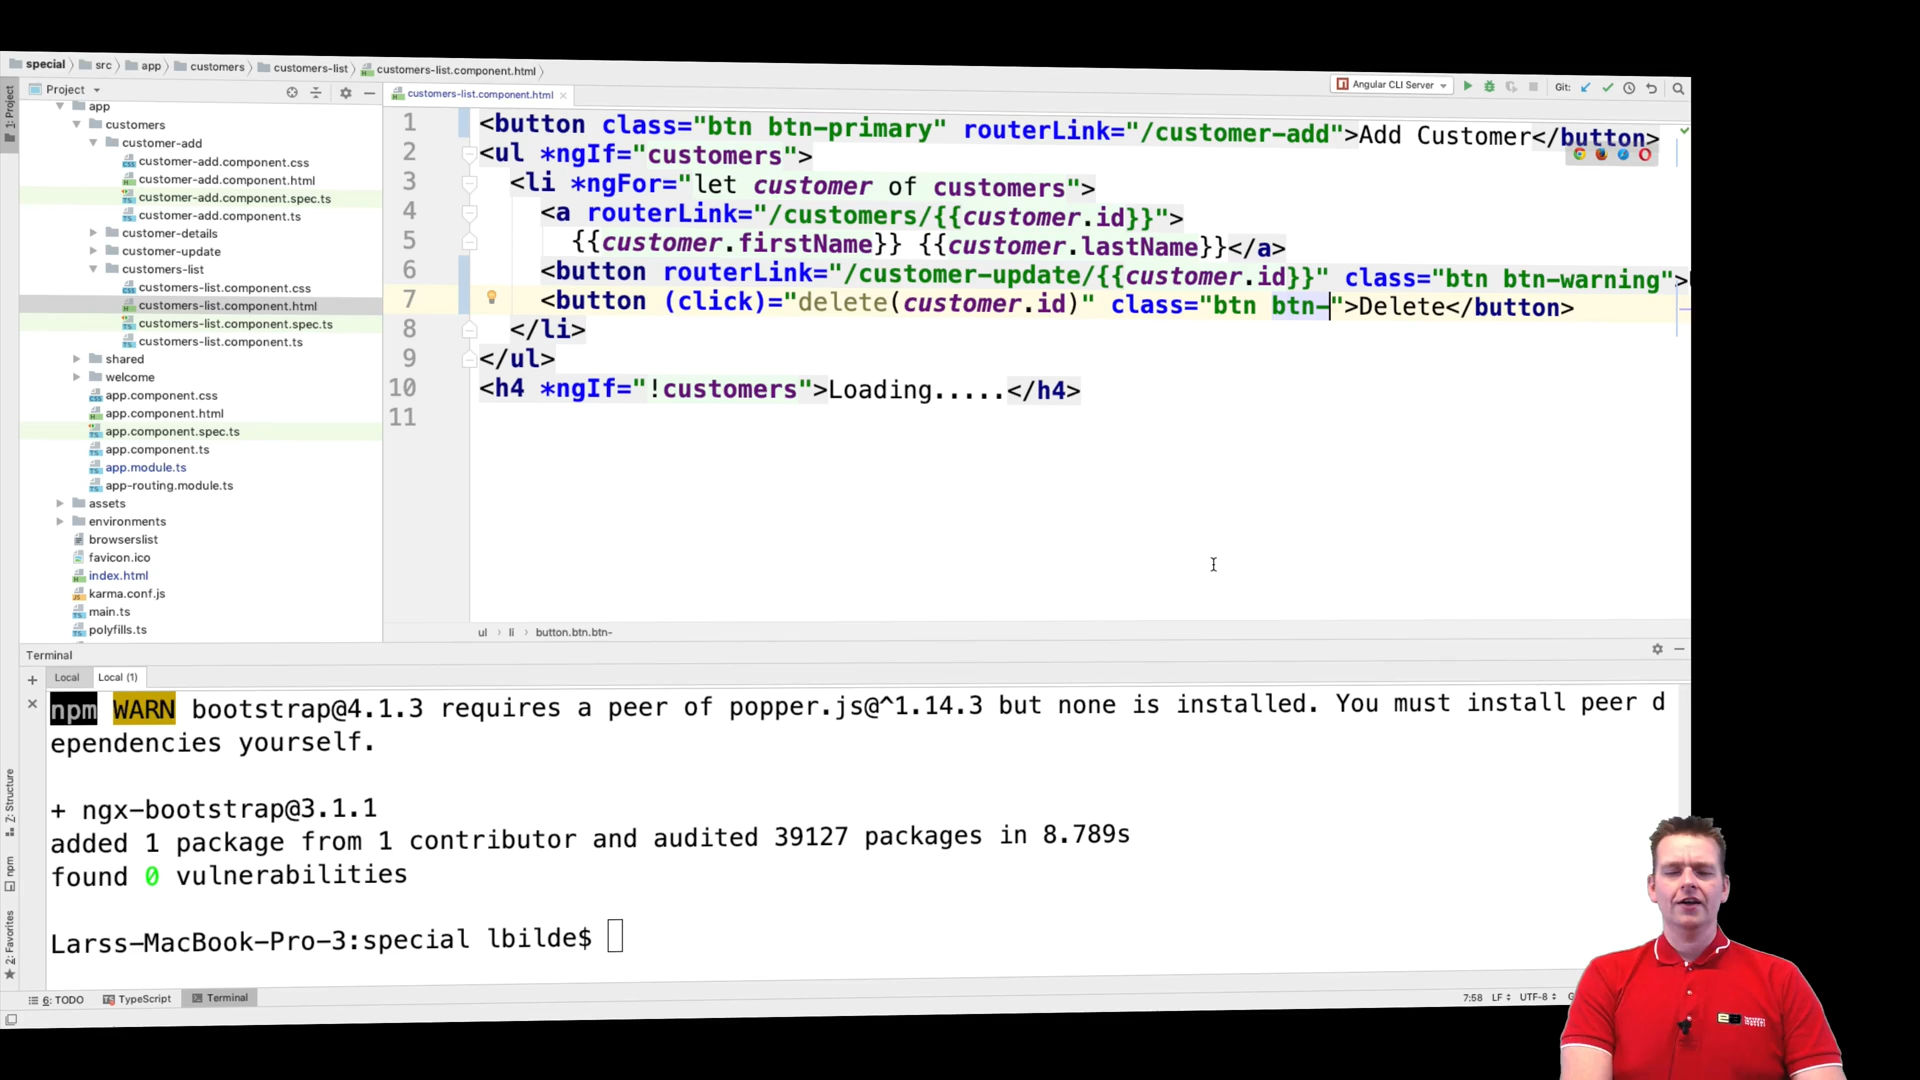 special src app customers customers-list customers-list.component.html
Angular CLI Server Git:
1: Project
Project
customers-list.component.html
app
customers
customer-add
customer-add.component.css
customer-add.component.html
customer-add.component.spec.ts
customer-add.component.ts
customer-details
customer-update
customers-list
customers-list.component.css
customers-list.component.html
customers-list.component.spec.ts
customers-list.component.ts
shared
welcome
app.component.css
app.component.html
app.component.spec.ts
app.component.ts
app.module.ts
app-routing.module.ts
assets
environments
browserslist
favicon.ico
index.html
karma.conf.js
main.ts
polyfills.ts
1 <button class="btn btn-primary" routerLink="/customer-add">Add Customer</button>
2 <ul *ngIf="customers">
3 <li *ngFor="let customer of customers">
4 <a routerLink="/customers/{{customer.id}}">
5 {{customer.firstName}} {{customer.lastName}}</a>
6 <button routerLink="/customer-update/{{customer.id}}" class="btn btn-warning">
7 <button (click)="delete(customer.id)" class="btn btn-">Delete</button>
8 </li>
9 </ul>
10 <h4 *ngIf="!customers">Loading.....</h4>
11
ul li button.btn.btn-
Terminal
Local Local (1)
npm WARN bootstrap@4.1.3 requires a peer of popper.js@^1.14.3 but none is installed. You must install peer d
ependencies yourself.
+ ngx-bootstrap@3.1.1
added 1 package from 1 contributor and audited 39127 packages in 8.789s
found 0 vulnerabilities
Larss-MacBook-Pro-3:special lbilde$
Z: Structure
npm
2: Favorites
6: TODO TypeScript Terminal
7:58 LF UTF-8